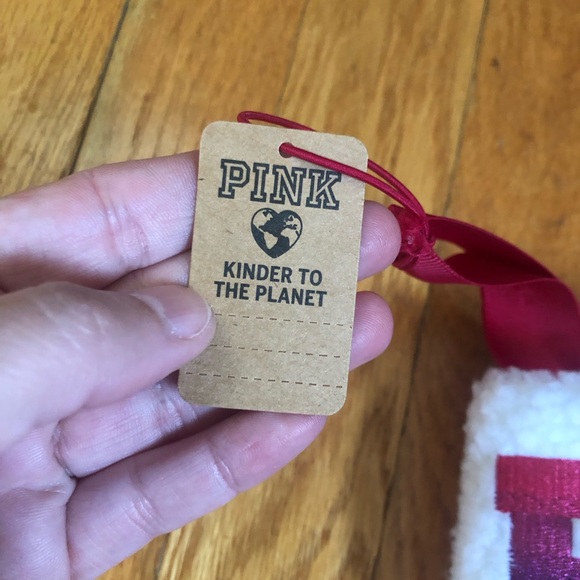 PINK
KINDER TO
THE PLANET